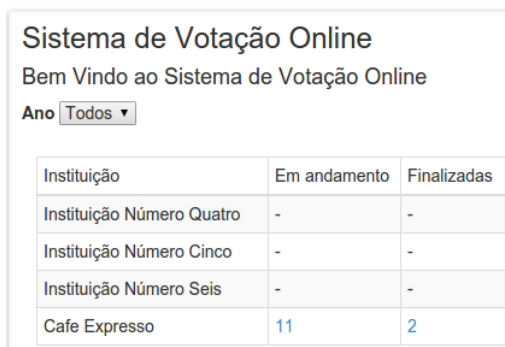 Sistema de Votação Online
Bem Vindo ao Sistema de Votação Online
Ano Todos
Instituição Em andamento Finalizadas
Instituição Número Quatro - -
Instituição Número Cinco - -
Instituição Número Seis - -
Cafe Expresso 11 2